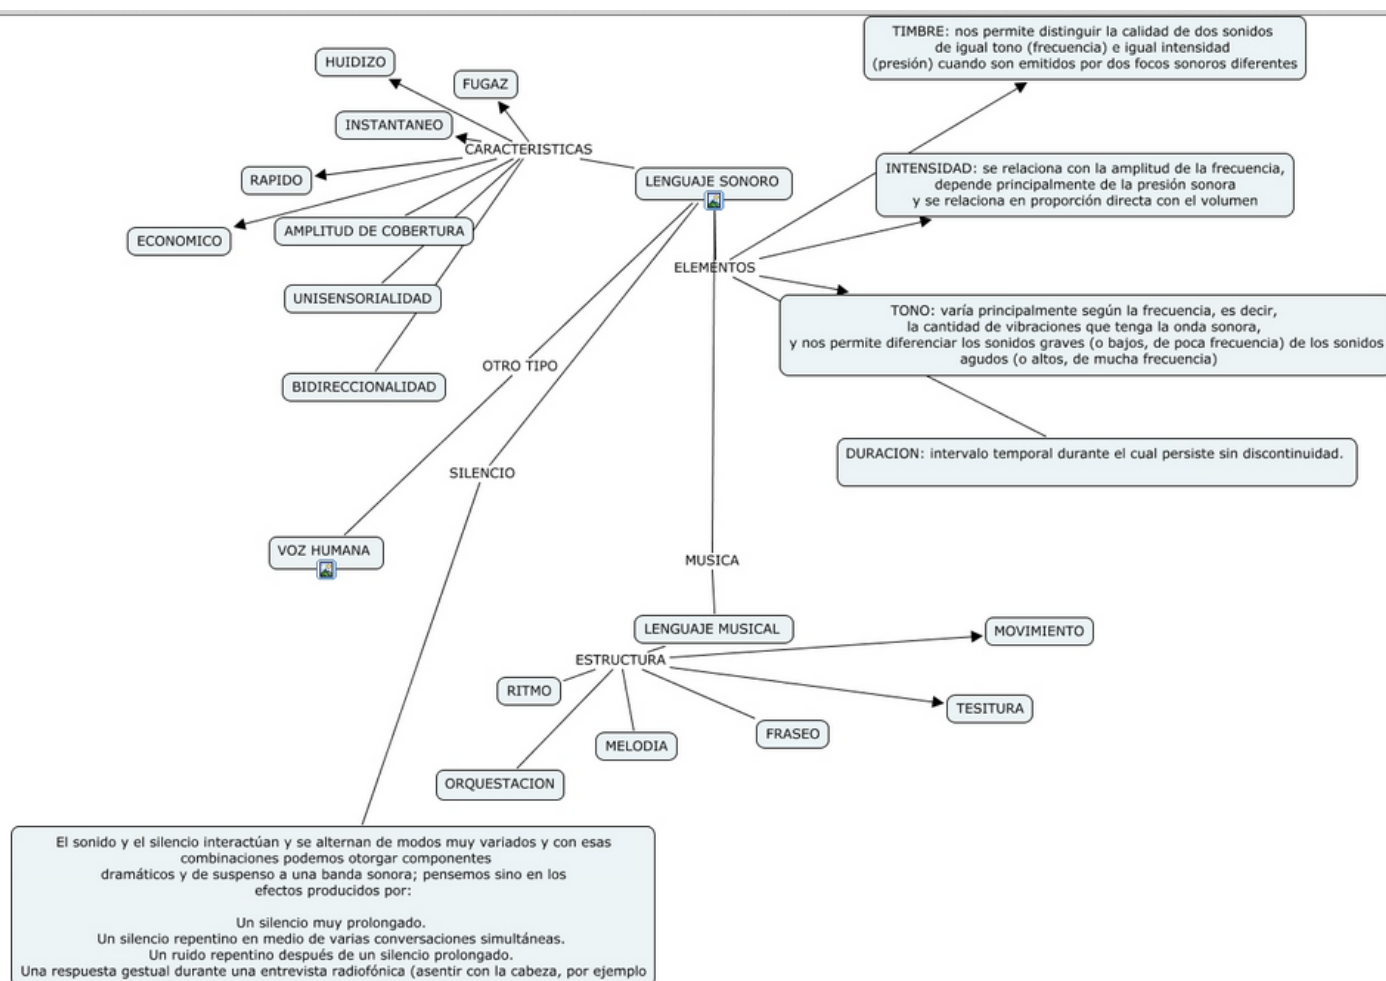 TIMBRE: nos permite distinguir la calidad de dos sonidos
de igual tono (frecuencia) e igual intensidad
(presión) cuando son emitidos por dos focos sonoros diferentes
HUIDIZO
FUGAZ
INSTANTANEO
CARACTERISTICAS
RAPIDO
LENGUAJE SONORO
INTENSIDAD: se relaciona con la amplitud de la frecuencia,
depende principalmente de la presión sonora
y se relaciona en proporción directa con el volumen
ECONOMICO
AMPLITUD DE COBERTURA
ELEMENTOS
UNISENSORIALIDAD
TONO: varía principalmente según la frecuencia, es decir,
la cantidad de vibraciones que tenga la onda sonora,
y nos permite diferenciar los sonidos graves (o bajos, de poca frecuencia) de los sonidos
agudos (o altos, de mucha frecuencia)
OTRO TIPO
BIDIRECCIONALIDAD
SILENCIO
DURACION: intervalo temporal durante el cual persiste sin discontinuidad.
VOZ HUMANA
MUSICA
LENGUAJE MUSICAL
MOVIMIENTO
ESTRUCTURA
RITMO
TESITURA
FRASEO
MELODIA
ORQUESTACION
El sonido y el silencio interactúan y se alternan de modos muy variados y con esas
combinaciones podemos otorgar componentes
dramáticos y de suspenso a una banda sonora; pensemos sino en los
efectos producidos por:
Un silencio muy prolongado.
Un silencio repentino en medio de varias conversaciones simultáneas.
Un ruido repentino después de un silencio prolongado.
Una respuesta gestual durante una entrevista radiofónica (asentir con la cabeza, por ejemplo